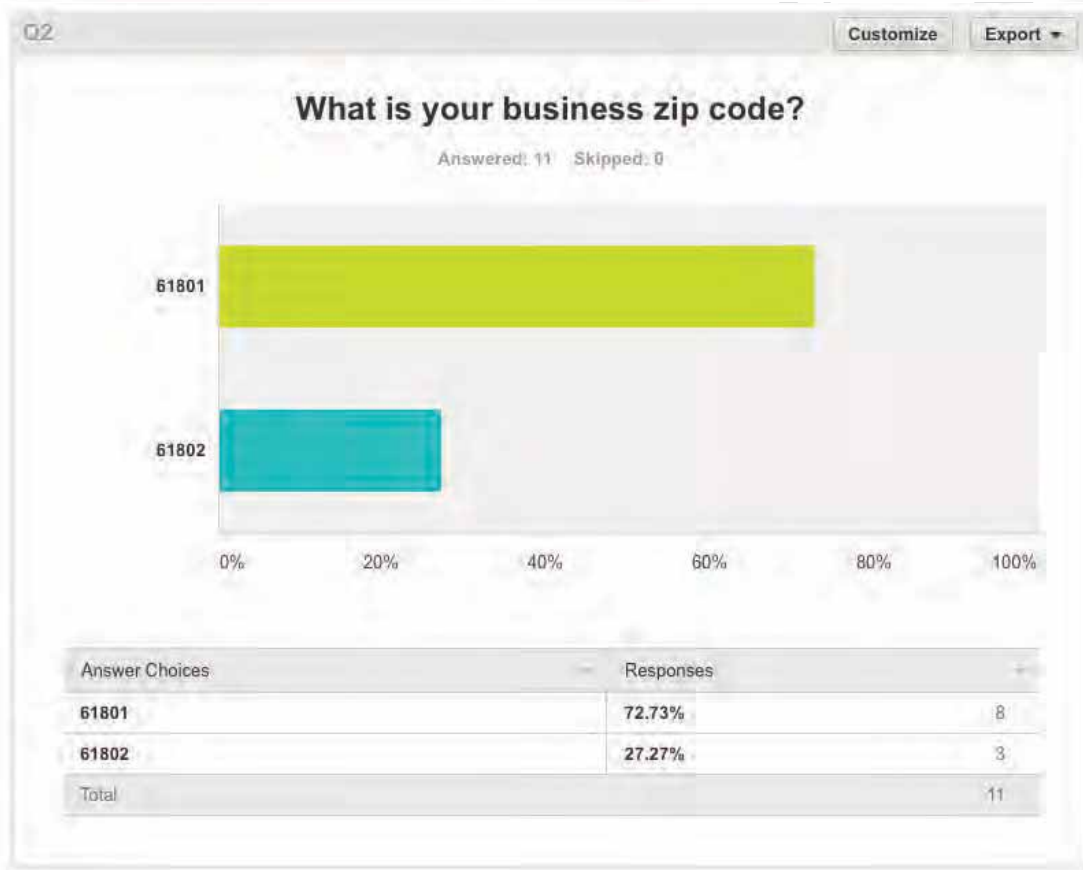 Q2 Customize Export
What is your business zip code?
Answered: 11 Skipped: 0
61801
61802
0% 20% 40% 60% 80% 100%
Answer Choices Responses
61801 72.73% 8
61802 27.27% 3
Total 11